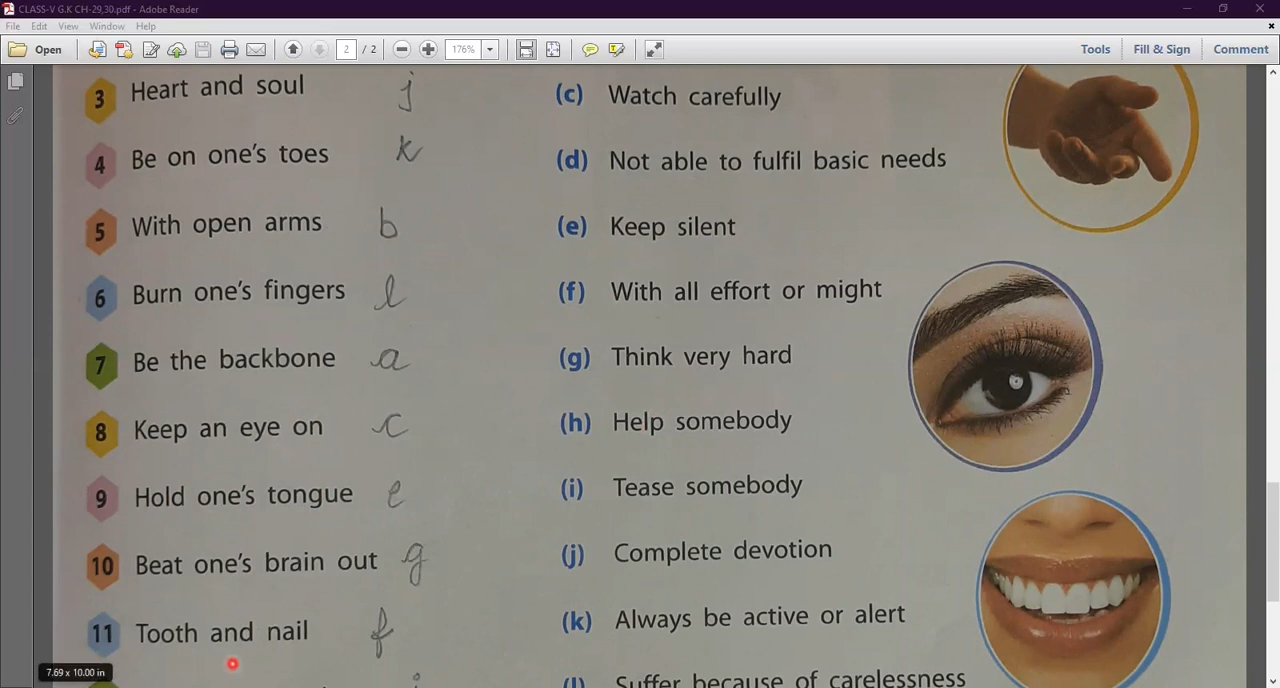 CLASS-V G.K CH-29,30.pdf - Adobe Reader
File Edit View Window Help
Open 2 / 2 176% Tools Fill & Sign Comment
3 Heart and soul j
4 Be on one's toes k
5 With open arms b
6 Burn one's fingers l
7 Be the backbone a
8 Keep an eye on c
9 Hold one's tongue e
10 Beat one's brain out g
11 Tooth and nail f
(c) Watch carefully
(d) Not able to fulfil basic needs
(e) Keep silent
(f) With all effort or might
(g) Think very hard
(h) Help somebody
(i) Tease somebody
(j) Complete devotion
(k) Always be active or alert
(l) Suffer because of carelessness
7.69 x 10.00 in